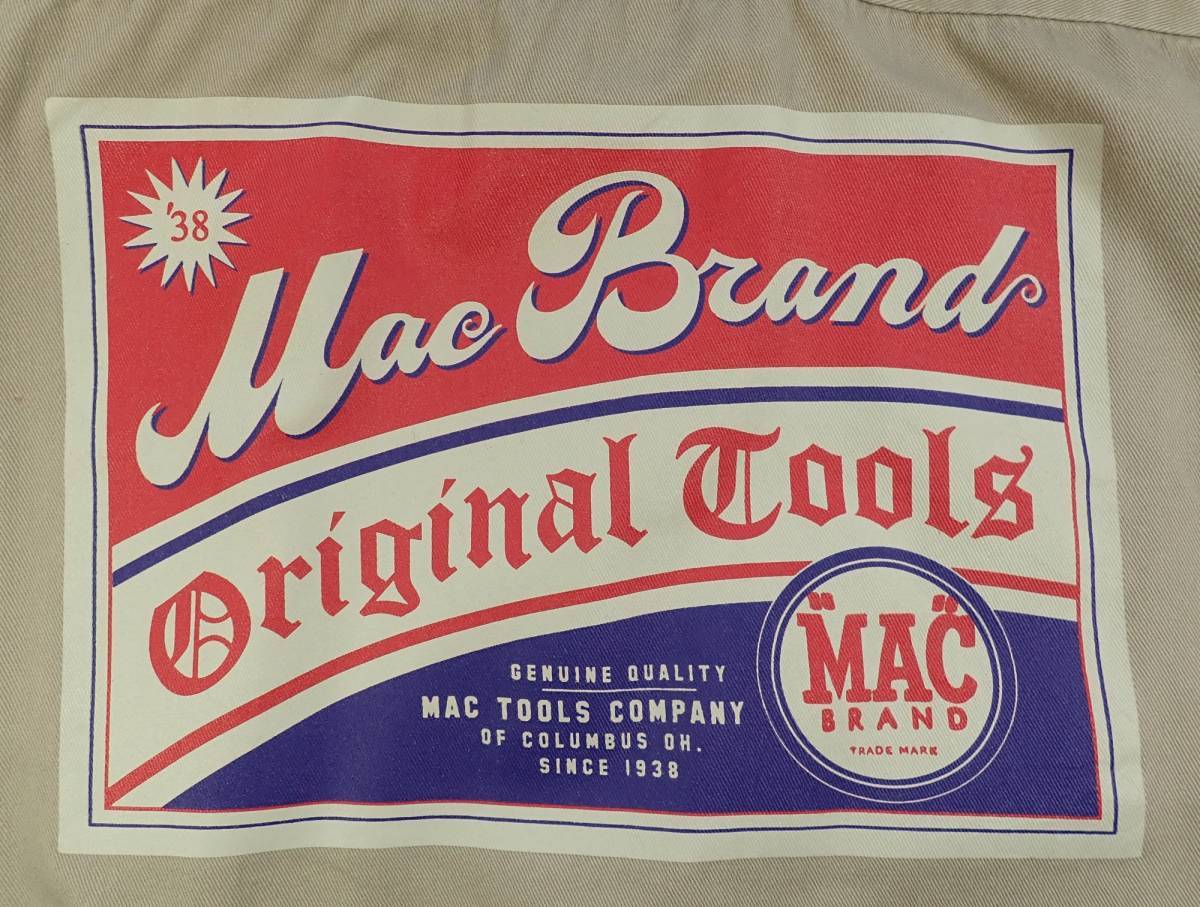 '38
Mac Brand
Original Tools
GENUINE QUALITY
MAC TOOLS COMPANY
OF COLUMBUS OH.
SINCE 1938
"MAC"
BRAND
TRADE MARK